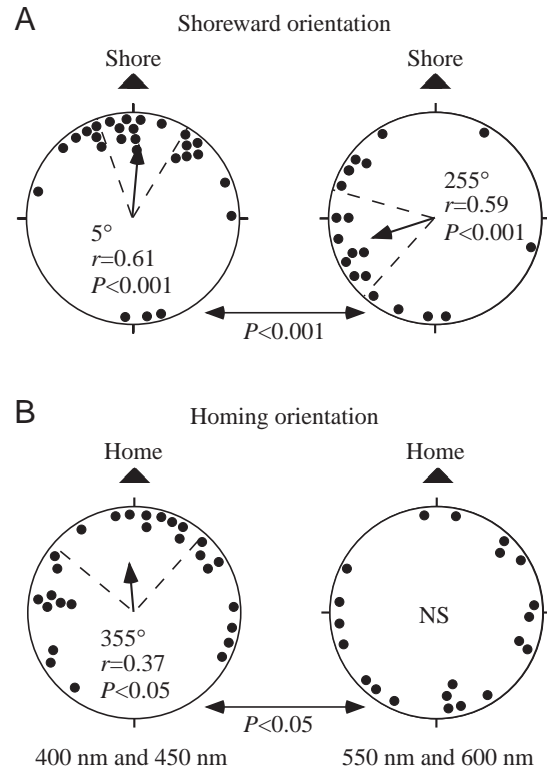 A
Shoreward orientation
Shore
Shore
5°
r=0.61
P<0.001
255°
r=0.59
P<0.001
P<0.001
B
Homing orientation
Home
Home
355°
r=0.37
P<0.05
NS
P<0.05
400 nm and 450 nm
550 nm and 600 nm